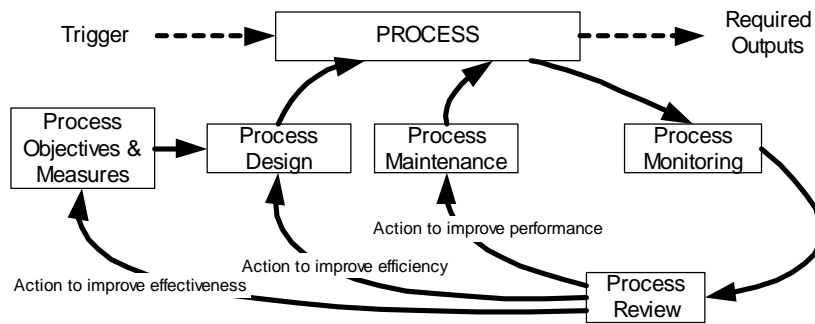 Trigger
PROCESS
Required
Outputs
Process
Objectives &
Measures
Process
Design
Process
Maintenance
Process
Monitoring
Action to improve performance
Action to improve efficiency
Action to improve effectiveness
Process
Review